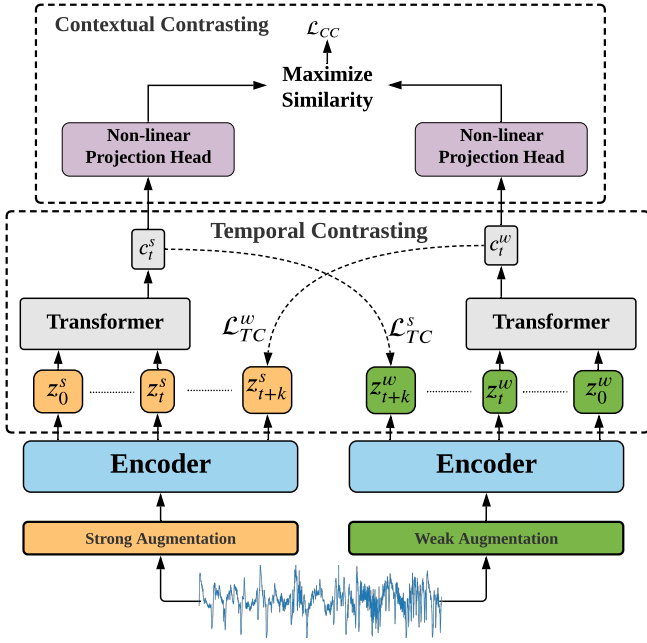 Contextual Contrasting
ℒ_CC
Maximize
Similarity
Non-linear
Projection Head
Non-linear
Projection Head
Temporal Contrasting
c_t^s
c_t^w
Transformer
ℒ_TC^w
ℒ_TC^s
Transformer
z_0^s
z_t^s
z_{t+k}^s
z_{t+k}^w
z_t^w
z_0^w
Encoder
Encoder
Strong Augmentation
Weak Augmentation